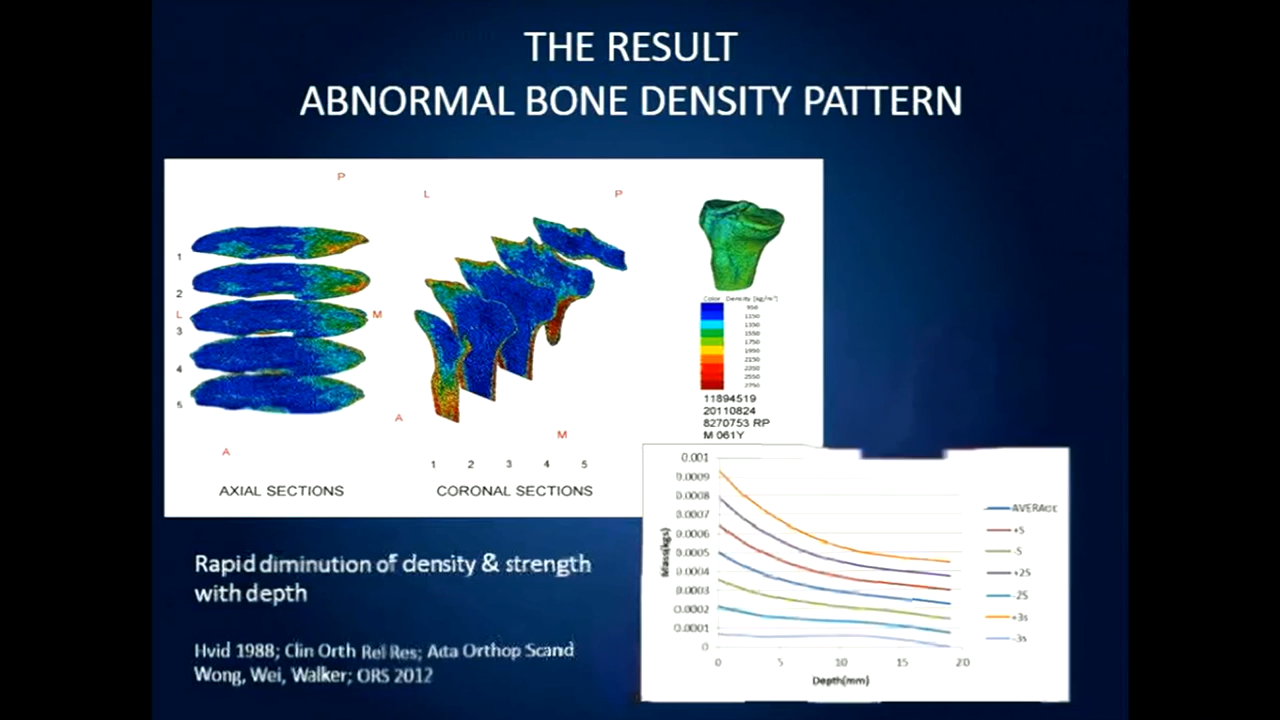 THE RESULT
ABNORMAL BONE DENSITY PATTERN
P
L
P
1
2
L
M
3
4
5
A
A
M
1 2 3 4 5
AXIAL SECTIONS
CORONAL SECTIONS
Color Density [kg/m³]
950
1150
1350
1550
1750
1950
2150
2550
2750
11894519
20110824
8270753 RP
M 061Y
Rapid diminution of density & strength
with depth
Hvid 1988; Clin Orth Rel Res; Acta Orthop Scand
Wong, Wei, Walker; ORS 2012
0.001
0.0009
0.0008
0.0007
0.0006
0.0005
0.0004
0.0003
0.0002
0.0001
0
Mass(kgs)
0 5 10 15 20
Depth(mm)
AVERAGE
+S
-S
+2S
-2S
+3s
-3s